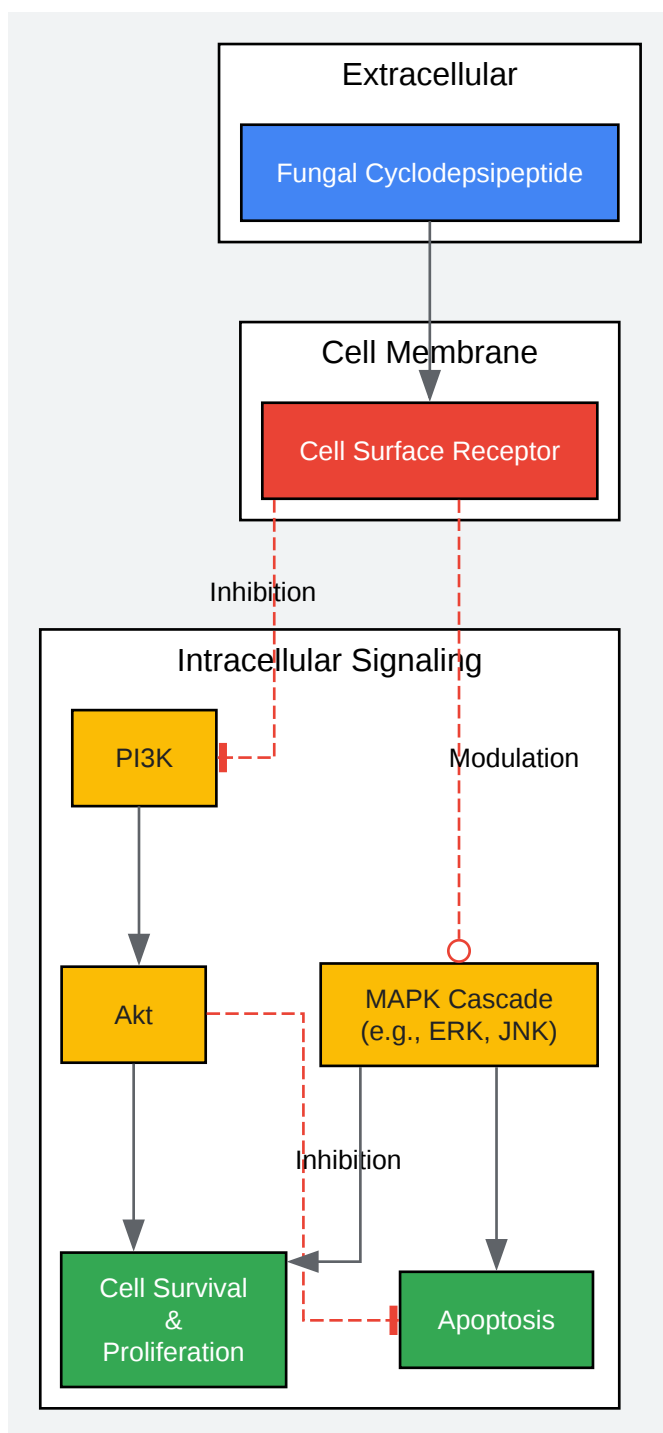 Extracellular
Fungal Cyclodepsipeptide
Cell Membrane
Cell Surface Receptor
Inhibition
Intracellular Signaling
PI3K
Modulation
Akt
MAPK Cascade
(e.g., ERK, JNK)
Inhibition
Cell Survival
&
Proliferation
Apoptosis